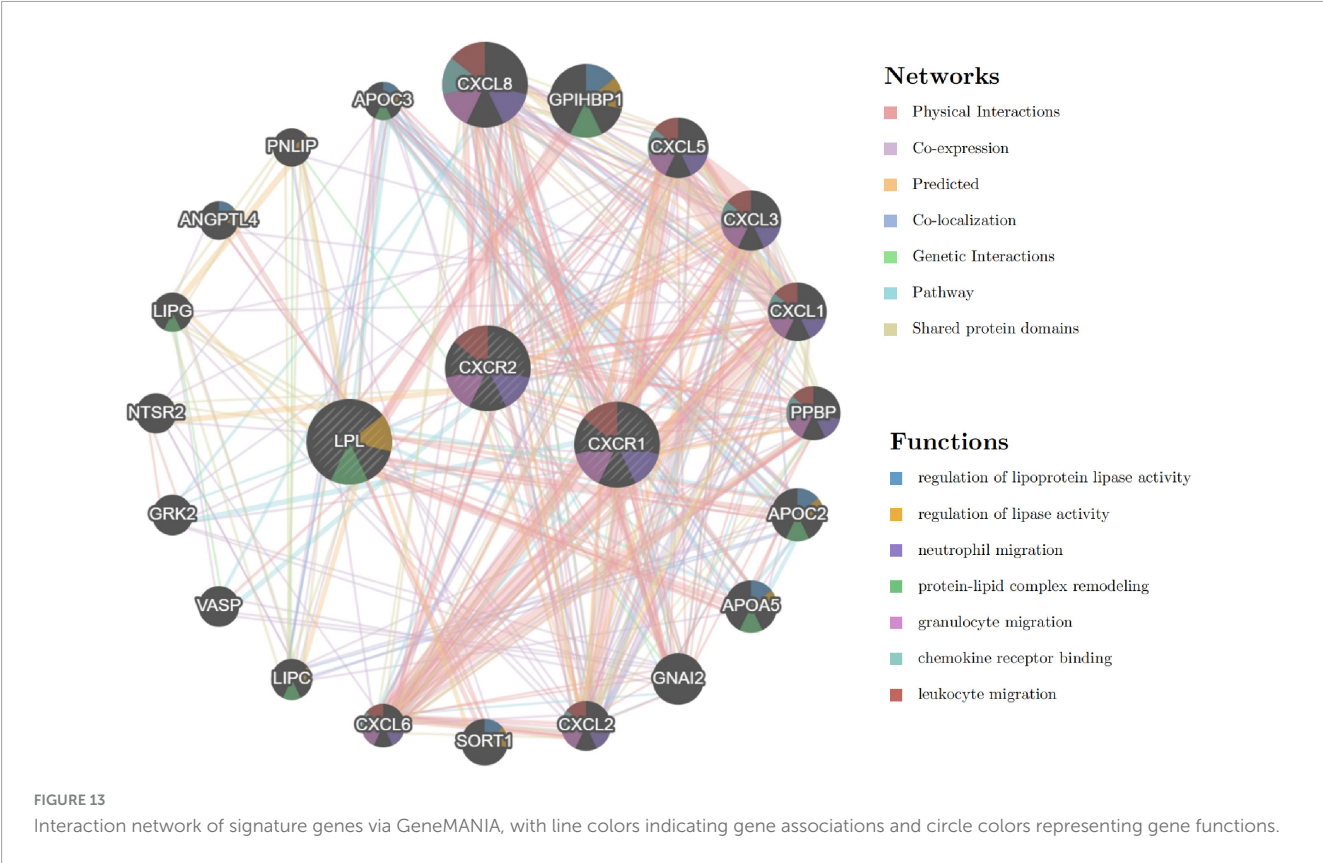 CXCL8
GPIHBP1
APOC3
CXCL5
PNLIP
CXCL3
ANGPTL4
LIPG
CXCL1
CXCR2
NTSR2
PPBP
LPL
CXCR1
GRK2
APOC2
VASP
APOA5
LIPC
GNAI2
CXCL6
SORT1
CXCL2
Networks
Physical Interactions
Co-expression
Predicted
Co-localization
Genetic Interactions
Pathway
Shared protein domains
Functions
regulation of lipoprotein lipase activity
regulation of lipase activity
neutrophil migration
protein-lipid complex remodeling
granulocyte migration
chemokine receptor binding
leukocyte migration
FIGURE 13
Interaction network of signature genes via GeneMANIA, with line colors indicating gene associations and circle colors representing gene functions.